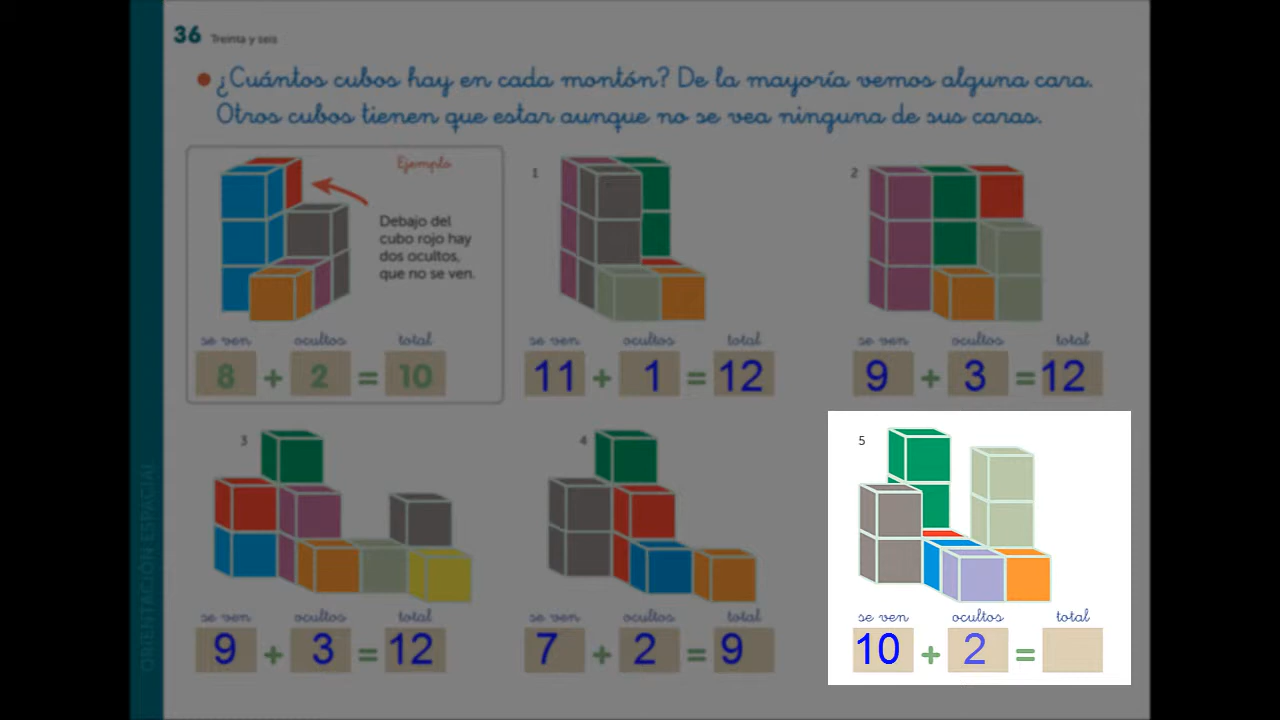 36 Treinta y seis
¿Cuántos cubos hay en cada montón? De la mayoría vemos alguna cara.
Otros cubos tienen que estar aunque no se vea ninguna de sus caras.
Ejemplo
Debajo del
cubo rojo hay
dos ocultos,
que no se ven.
se ven ocultos total
8 + 2 = 10
1
se ven ocultos total
11 + 1 = 12
2
se ven ocultos total
9 + 3 = 12
3
se ven ocultos total
9 + 3 = 12
4
se ven ocultos total
7 + 2 = 9
5
se ven ocultos total
10 + 2 =
ORIENTACIÓN ESPACIAL